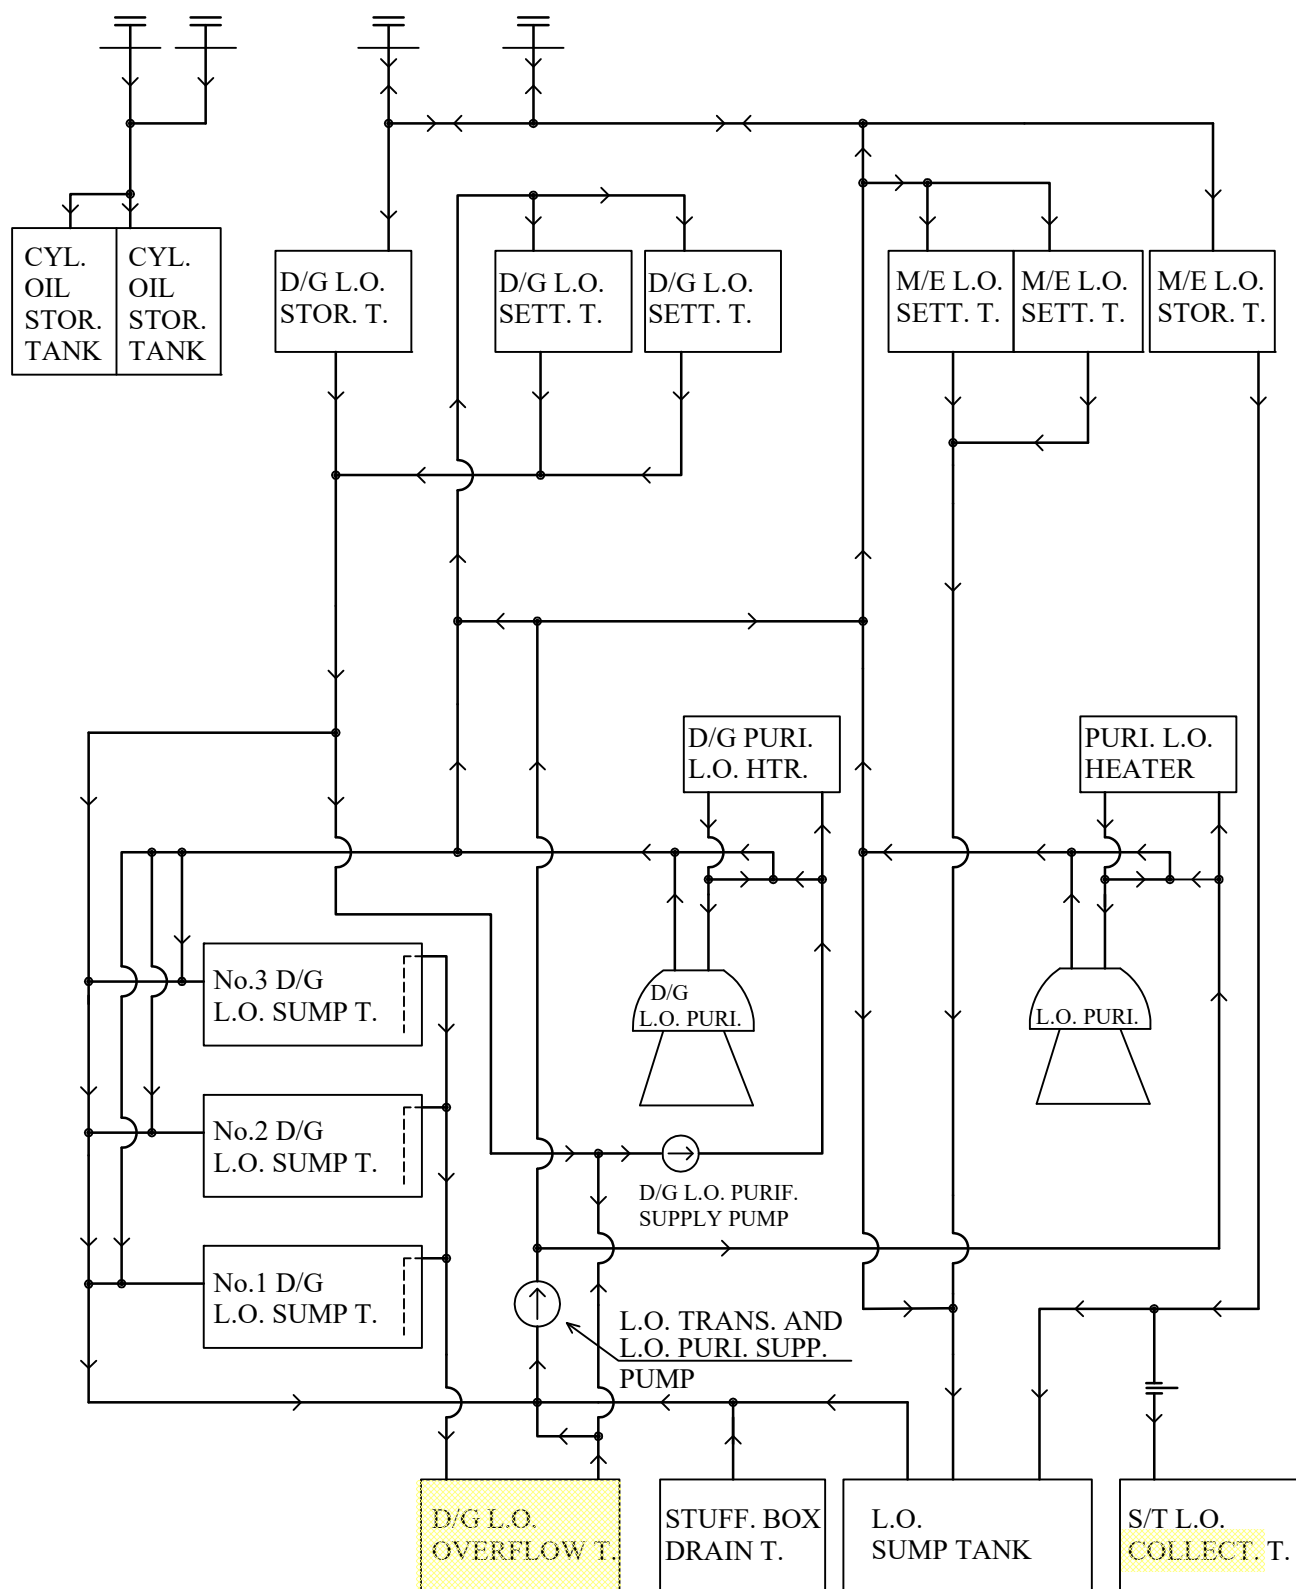 CYL.
OIL
STOR.
TANK
CYL.
OIL
STOR.
TANK
D/G L.O.
STOR. T.
D/G L.O.
SETT. T.
D/G L.O.
SETT. T.
M/E L.O.
SETT. T.
M/E L.O.
SETT. T.
M/E L.O.
STOR. T.
D/G PURI.
L.O. HTR.
PURI. L.O.
HEATER
No.3 D/G
L.O. SUMP T.
D/G
L.O. PURI.
L.O. PURI.
No.2 D/G
L.O. SUMP T.
D/G L.O. PURIF.
SUPPLY PUMP
No.1 D/G
L.O. SUMP T.
L.O. TRANS. AND
L.O. PURI. SUPP.
PUMP
D/G L.O.
OVERFLOW T.
STUFF. BOX
DRAIN T.
L.O.
SUMP TANK
S/T L.O.
COLLECT. T.